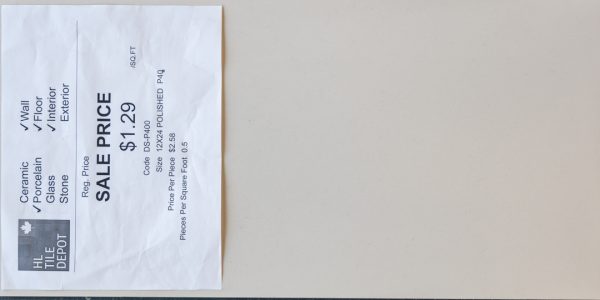 HL
TILE
DEPOT
Ceramic
✓Porcelain
Glass
Stone
✓Wall
✓Floor
✓Interior
Exterior
Reg. Price
SALE PRICE
$1.29
/SQ.FT
Code DS-P400
Size 12X24 POLISHED P40
Price Per Piece $2.58
Pieces Per Square Foot 0.5